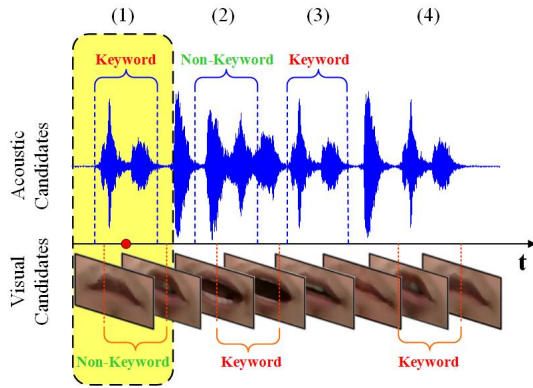 (1) (2) (3) (4)
Keyword Non-Keyword Keyword
Acoustic
Candidates
t
Visual
Candidates
Non-Keyword Keyword Keyword